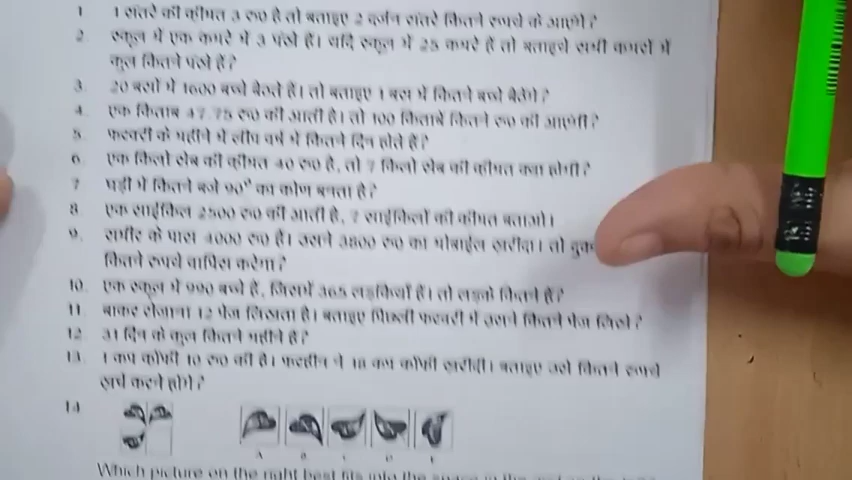 1 1 संतरे की कीमत 3 रु० है तो बताइए 2 दर्जन संतरे कितने रुपये के आएंगे?
2. स्कूल में एक कमरे में 3 पंखे हैं। यदि स्कूल में 25 कमरे हैं तो बताइये सभी कमरों में
कुल कितने पंखे हैं?
3. 20 बसों में 1600 बच्चे बैठते हैं। तो बताइए 1 बस में कितने बच्चे बैठेंगे?
4. एक किताब 47.75 रु० की आती है। तो 100 किताबें कितने रु० की आएंगी?
5. फरवरी के महीने में लीप वर्ष में कितने दिन होते हैं?
6. एक किलो सेब की कीमत 40 रु० है, तो 7 किलो सेब की कीमत क्या होगी?
7 घड़ी में कितने बजे 90° का कोण बनता है?
8 एक साईकिल 2500 रु० की आती है, 7 साईकिलों की कीमत बताओ।
9. समीर के पास 4000 रु० हैं। उसने 3800 रु० का मोबाईल खरीदा। तो
कितने रुपये वापिस करेगा?
10. एक स्कूल में 990 बच्चे हैं, जिसमें 365 लड़कियाँ हैं। तो लड़के कितने हैं?
11. बाकर रोजाना 12 पेज लिखता है। बताइए पिछली फरवरी में उसने कितने पेज लिखे?
12 31 दिन के कुल कितने महीने हैं?
13. 1 कप कॉफी 10 रु० की है। फरहीन ने 18 कप कॉफी खरीदी। बताइए उसे कितने रुपये
खर्च करने होंगे?
14
A B C D E
Which picture on the right best fits into the space in the